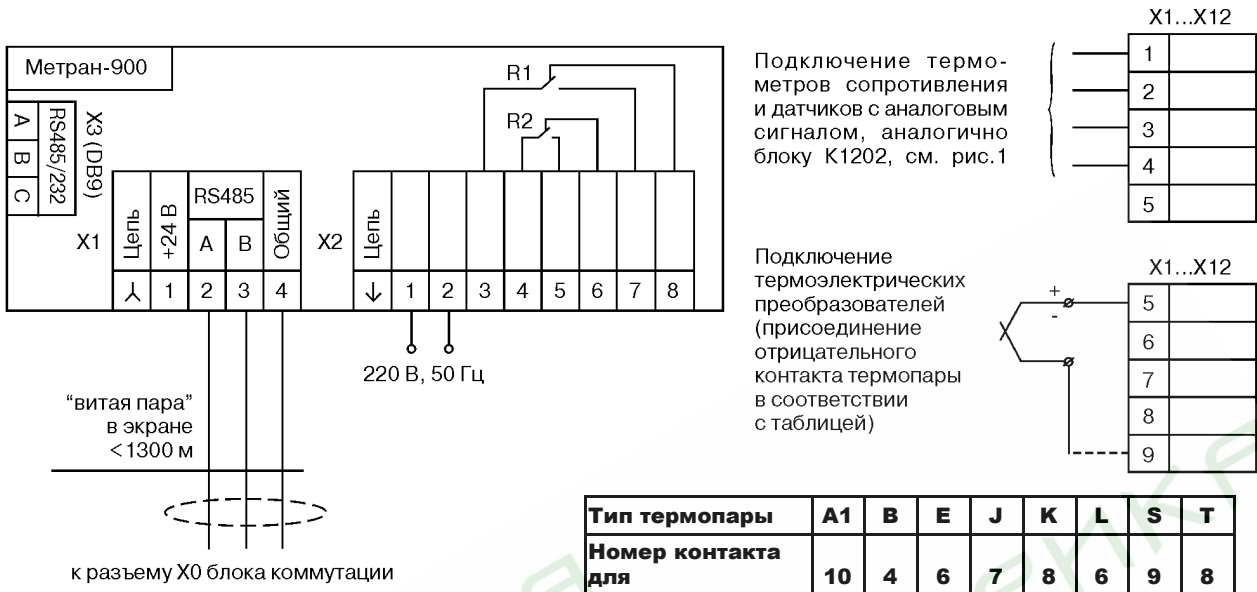 Метран-900
A
B
C
RS485/232
X3 (DB9)
R1
R2
X1
Цепь
+24 В
RS485
A
B
Общий
1
2
3
4
X2
Цепь
1
2
3
4
5
6
7
8
220 В, 50 Гц
“витая пара”
в экране
<1300 м
к разъему X0 блока коммутации
Подключение термо-
метров сопротивления
и датчиков с аналоговым
сигналом, аналогично
блоку К1202, см. рис.1
X1...X12
1
2
3
4
5
Подключение
термоэлектрических
преобразователей
(присоединение
отрицательного
контакта термопары
в соответствии
с таблицей)
+
-
X1...X12
5
6
7
8
9
Тип термопары A1 B E J K L S T
Номер контакта
для 10 4 6 7 8 6 9 8